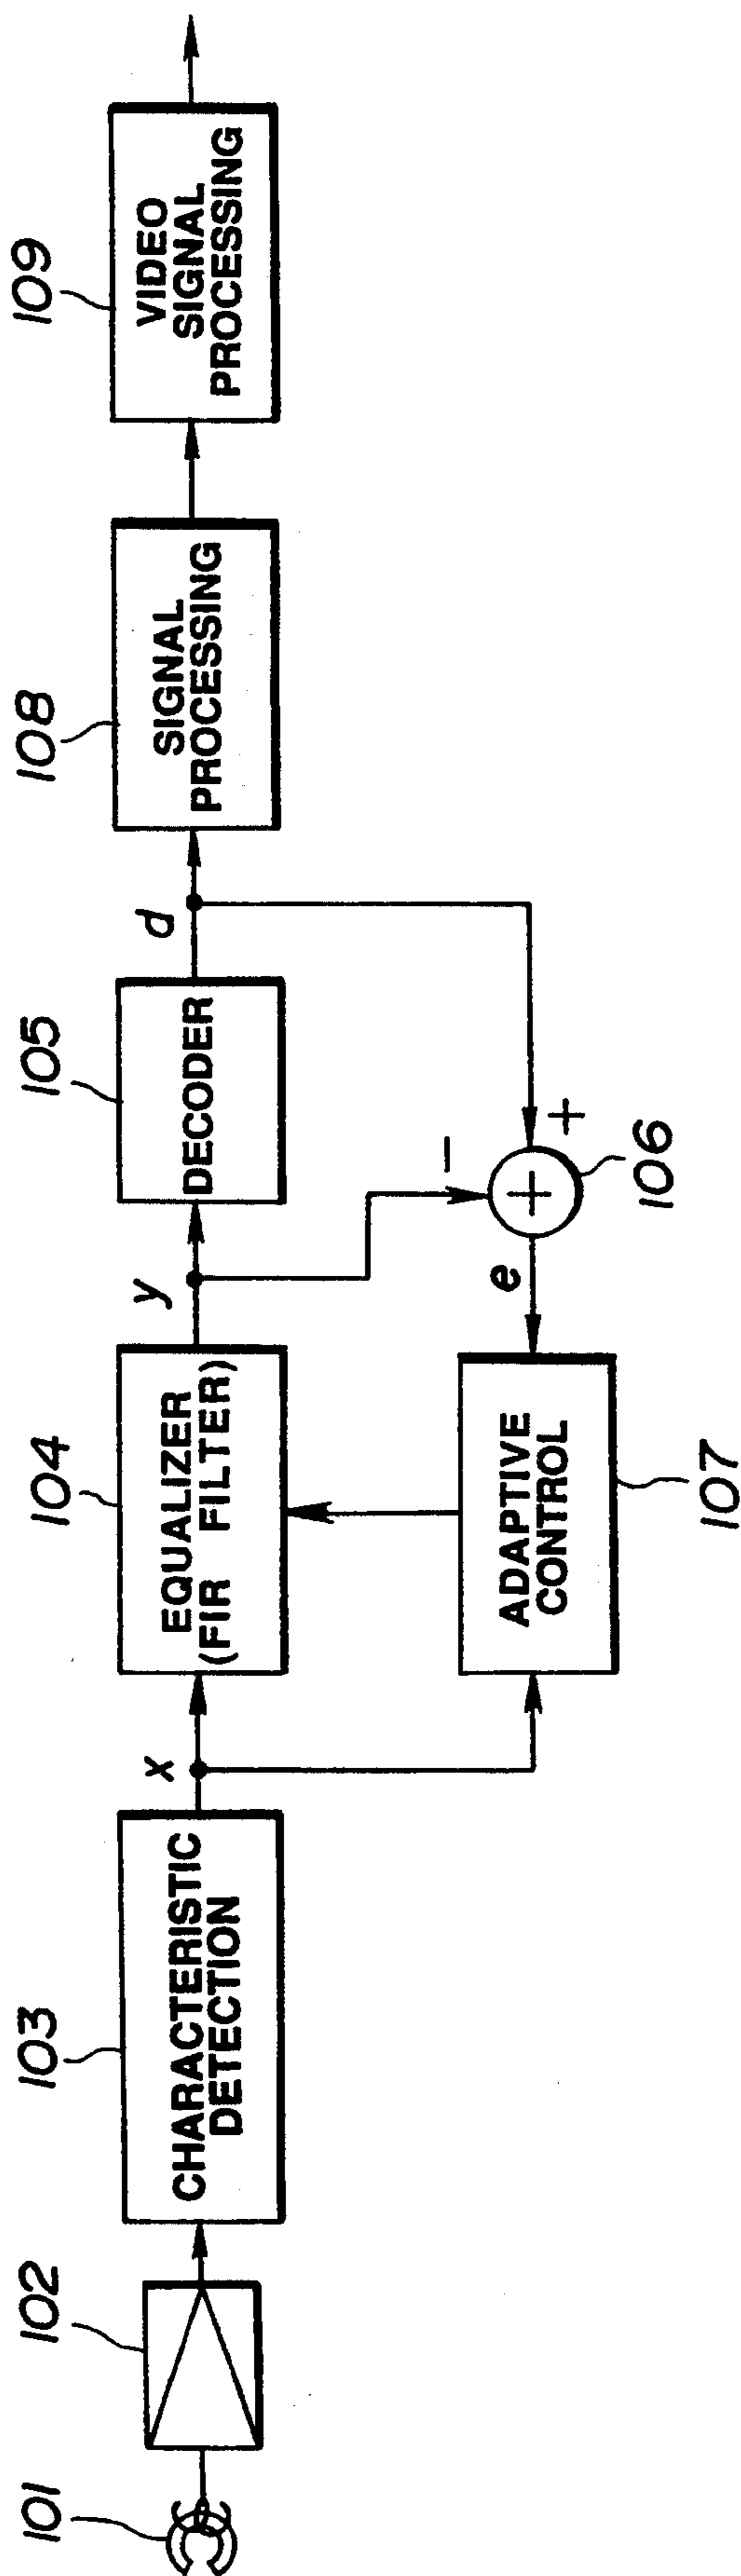 101
102
103
CHARACTERISTIC
DETECTION
x
104
EQUALIZER
(FIR FILTER)
y
105
DECODER
d
108
SIGNAL
PROCESSING
109
VIDEO
SIGNAL
PROCESSING
ADAPTIVE
CONTROL
107
e
−
+
+
106